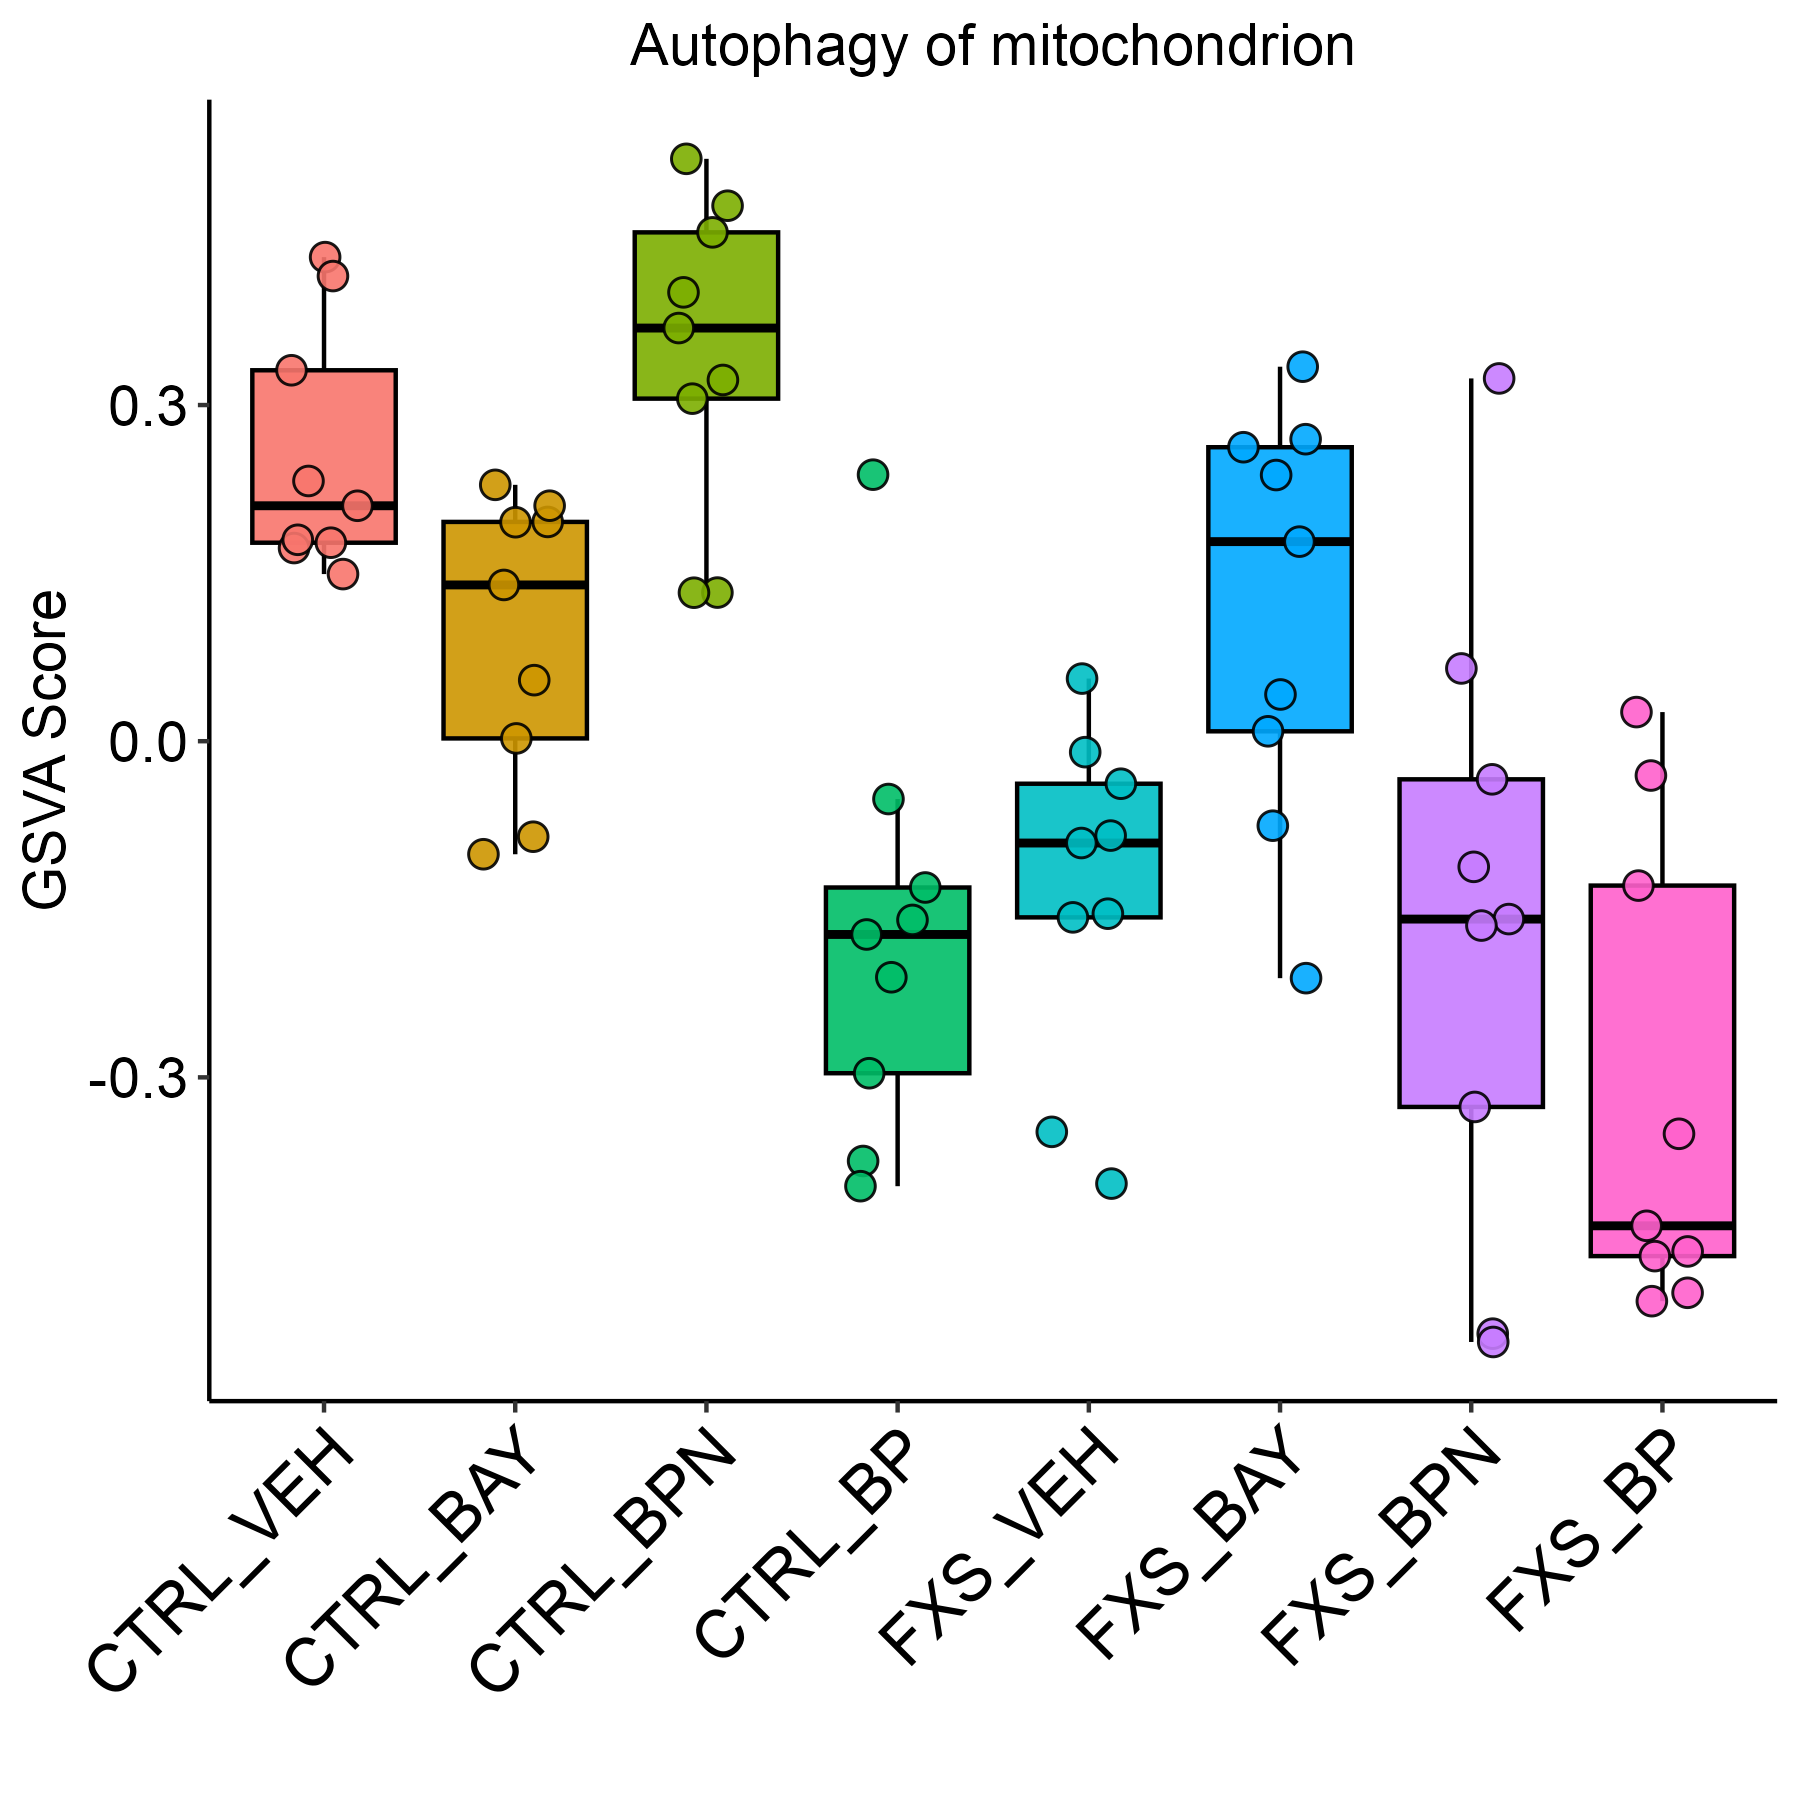 Autophagy of mitochondrion
GSVA Score
0.3
0.0
-0.3
CTRL_VEH
CTRL_BAY
CTRL_BPN
CTRL_BP
FXS_VEH
FXS_BAY
FXS_BPN
FXS_BP